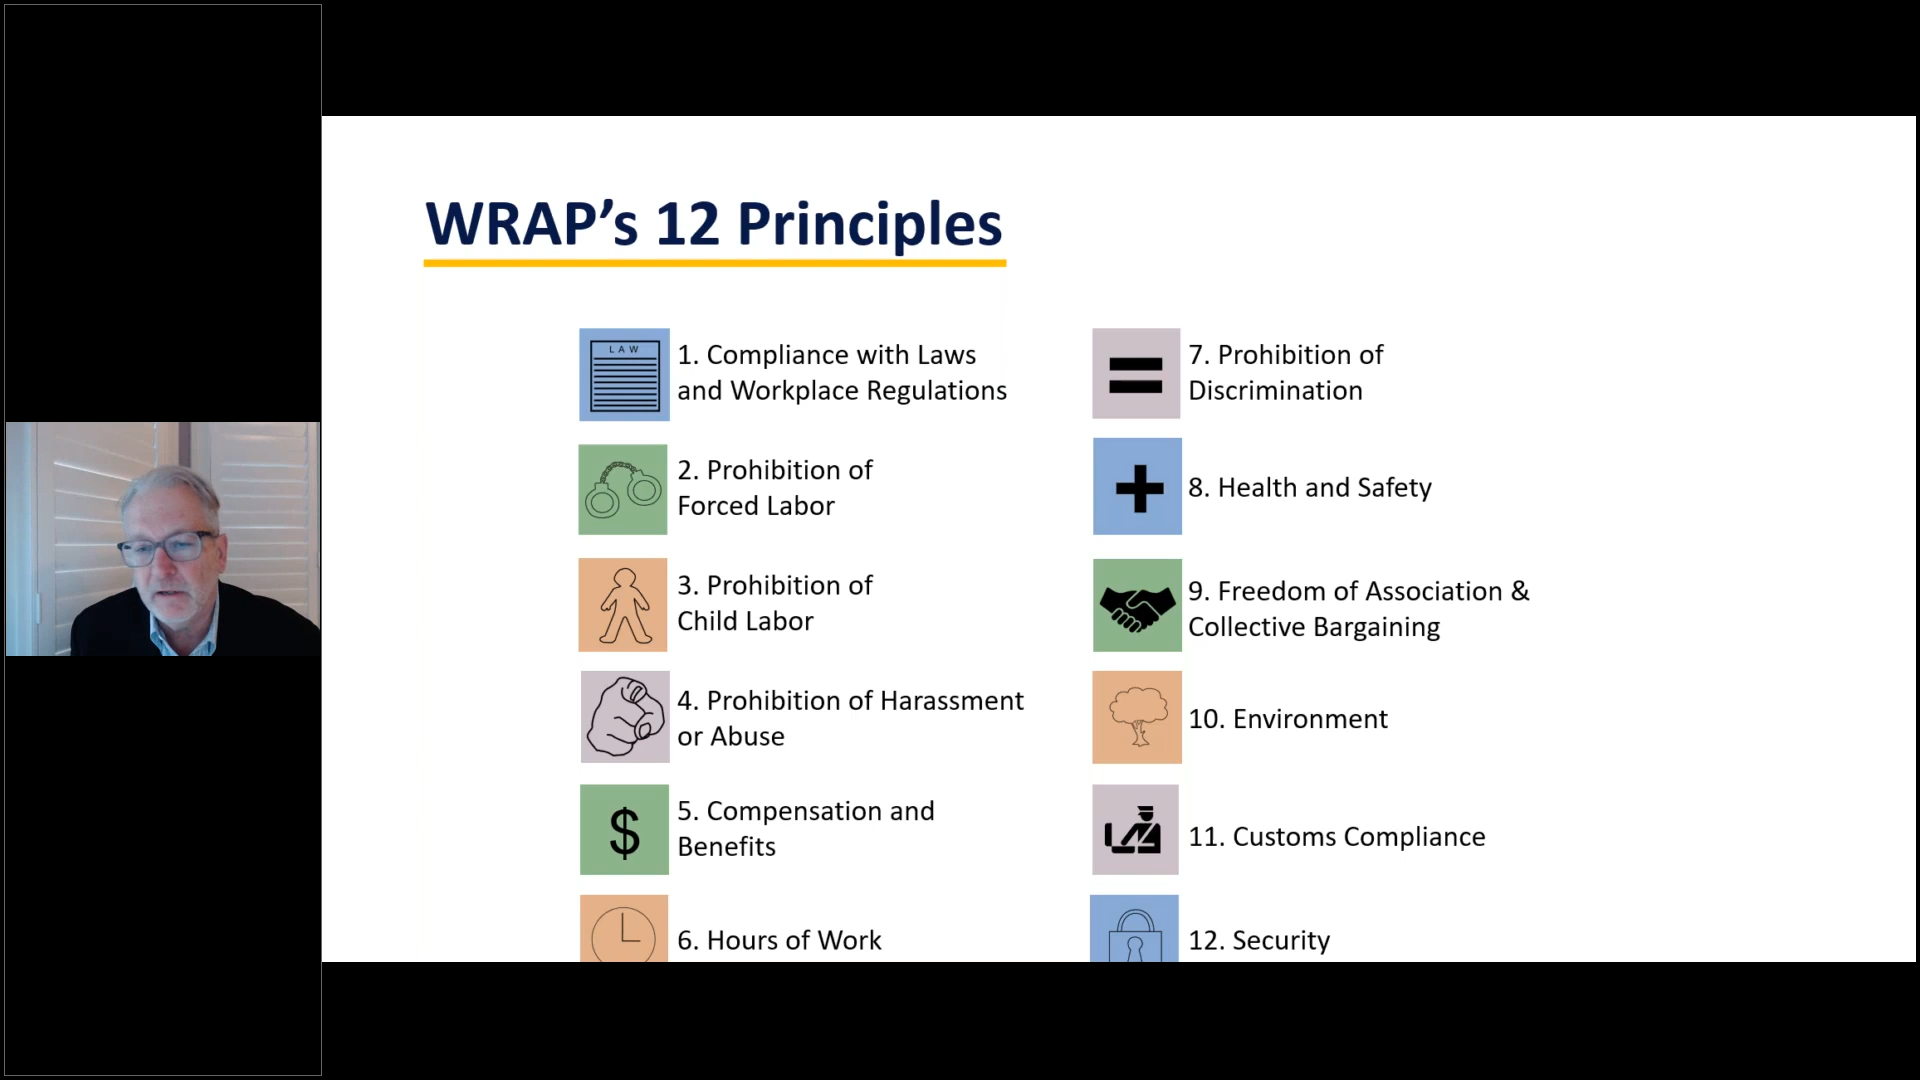 WRAP’s 12 Principles
LAW
1. Compliance with Laws
and Workplace Regulations
2. Prohibition of
Forced Labor
3. Prohibition of
Child Labor
4. Prohibition of Harassment
or Abuse
$
5. Compensation and
Benefits
6. Hours of Work
7. Prohibition of
Discrimination
8. Health and Safety
9. Freedom of Association &
Collective Bargaining
10. Environment
11. Customs Compliance
12. Security